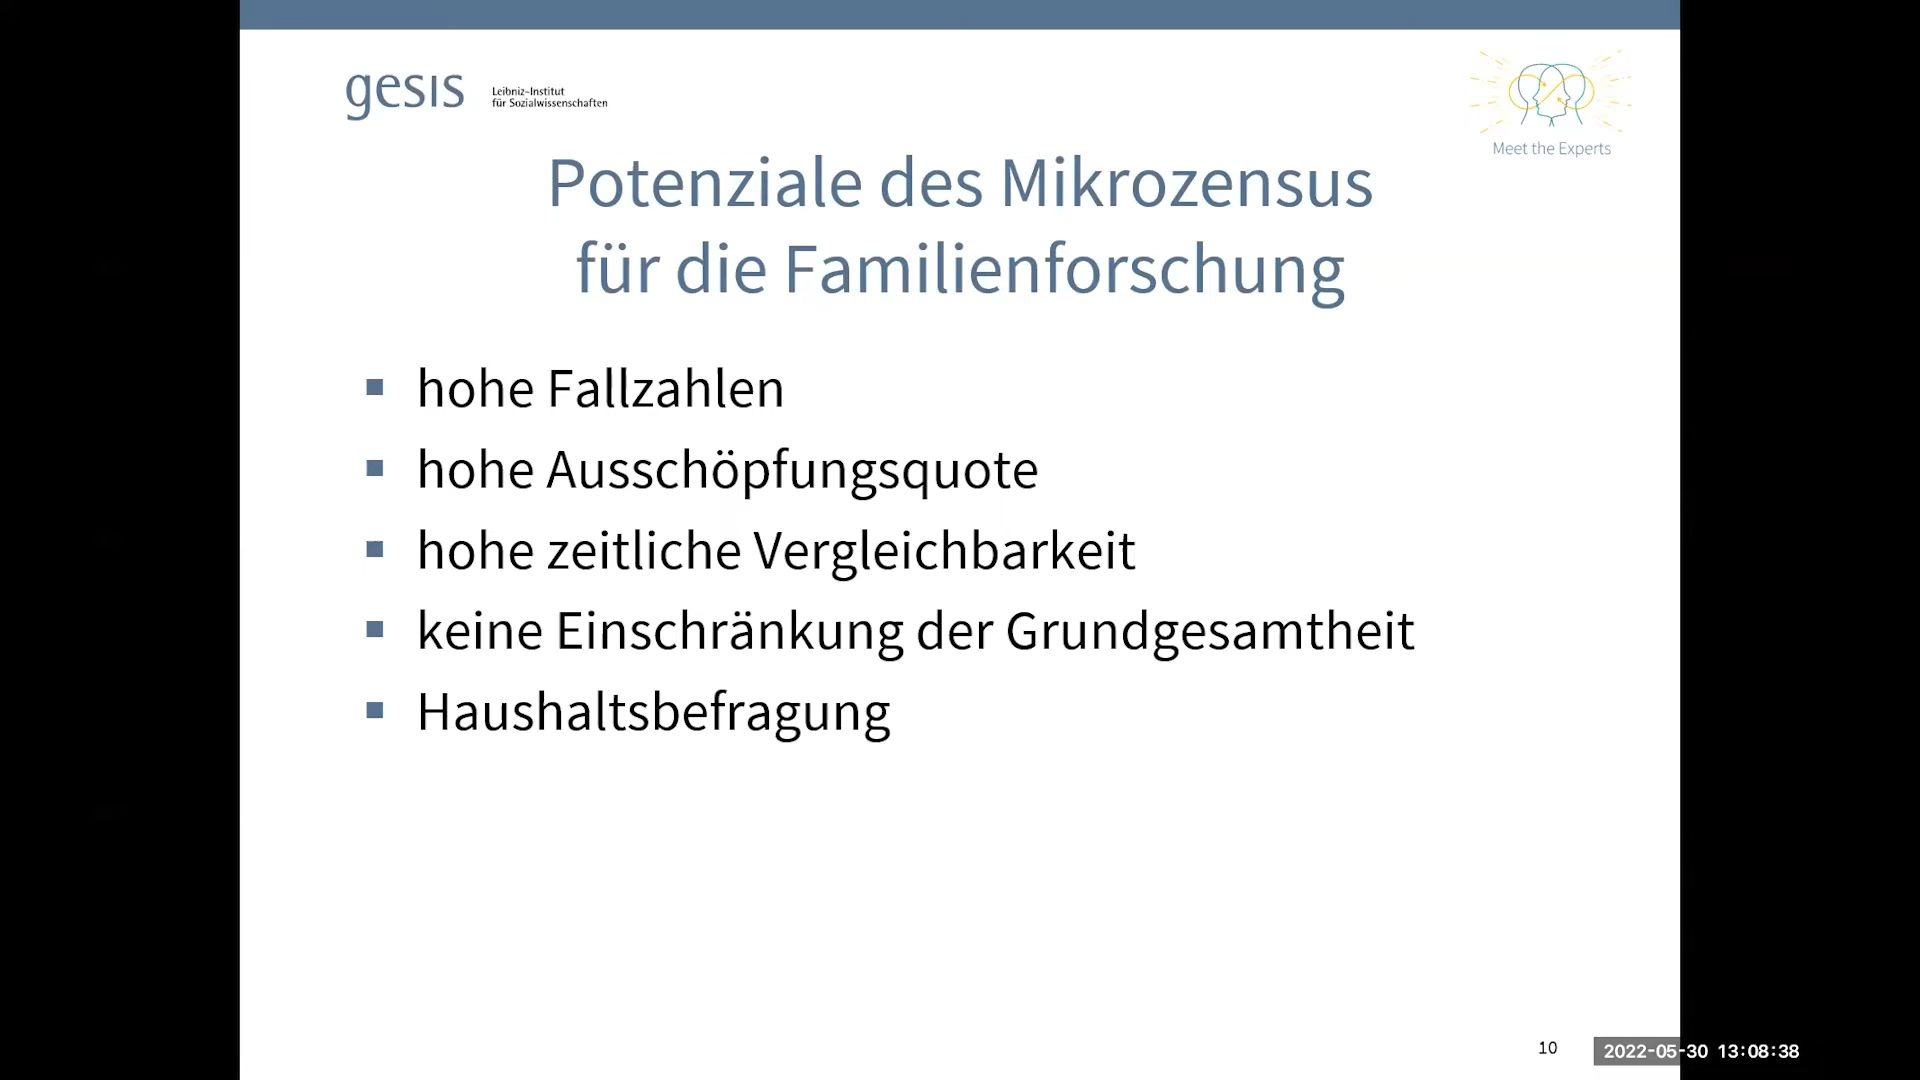 gesis
Leibniz-Institut
für Sozialwissenschaften
Meet the Experts
Potenziale des Mikrozensus
für die Familienforschung
hohe Fallzahlen
hohe Ausschöpfungsquote
hohe zeitliche Vergleichbarkeit
keine Einschränkung der Grundgesamtheit
Haushaltsbefragung
10
2022-05-30 13:08:38